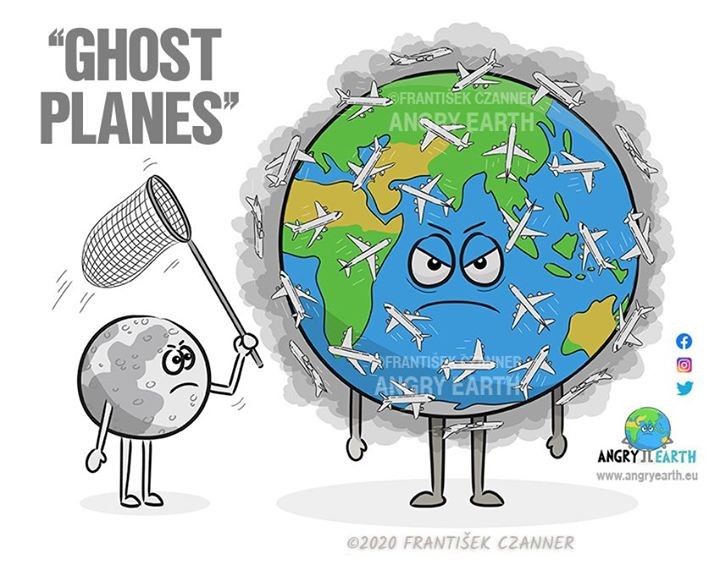 “GHOST
PLANES”
©FRANTIŠEK CZANNER
ANGRY EARTH
©FRANTIŠEK CZANNER
ANGRY EARTH
ANGRY EARTH
www.angryearth.eu
©2020 FRANTIŠEK CZANNER